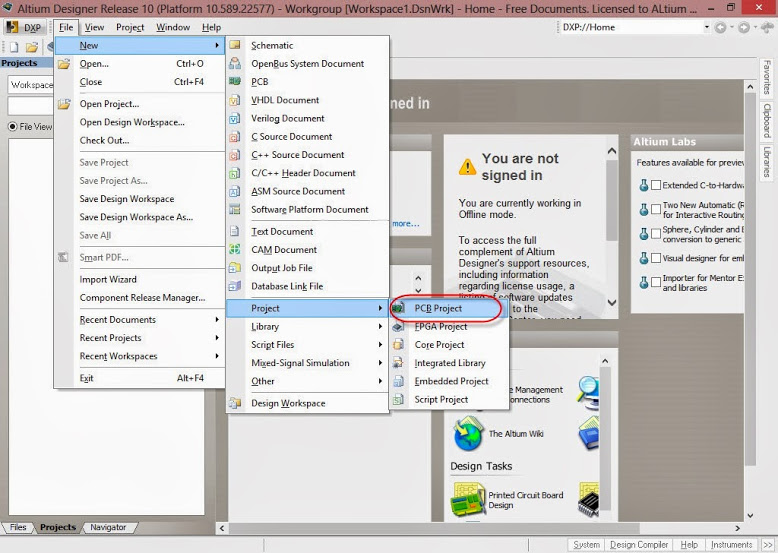 Altium Designer Release 10 (Platform 10.589.22577) - Workgroup [Workspace1.DsnWrk] - Home - Free Documents. Licensed to ALtium ...
DXP File View Project Window Help
DXP://Home
Projects
Workspace
File View
New
Open... Ctrl+O
Close Ctrl+F4
Open Project...
Open Design Workspace...
Check Out...
Save Project
Save Project As...
Save Design Workspace
Save Design Workspace As...
Save All
Smart PDF...
Import Wizard
Component Release Manager...
Recent Documents
Recent Projects
Recent Workspaces
Exit Alt+F4
Schematic
OpenBus System Document
PCB
VHDL Document
Verilog Document
C Source Document
C++ Source Document
C/C++ Header Document
ASM Source Document
Software Platform Document
Text Document
CAM Document
Output Job File
Database Link File
Project
Library
Script Files
Mixed-Signal Simulation
Other
Design Workspace
PCB Project
FPGA Project
Core Project
Integrated Library
Embedded Project
Script Project
signed in
more...
You are not
signed in
You are currently working in
Offline mode.
To access the full
complement of Altium
Designer's support resources,
including information
regarding license usage, a
listing of software updates
to the
you need
Management
onnections
The Altium Wiki
Design Tasks
Printed Circuit Board
Design
Altium Labs
Features available for preview
Extended C-to-Hardwa
Two New Automatic (R
for Interactive Routing
Sphere, Cylinder and E
conversion to generic
Visual designer for emb
Importer for Mentor E
and libraries
Favorites
Clipboard
Libraries
Files Projects Navigator
System Design Compiler Help Instruments >>